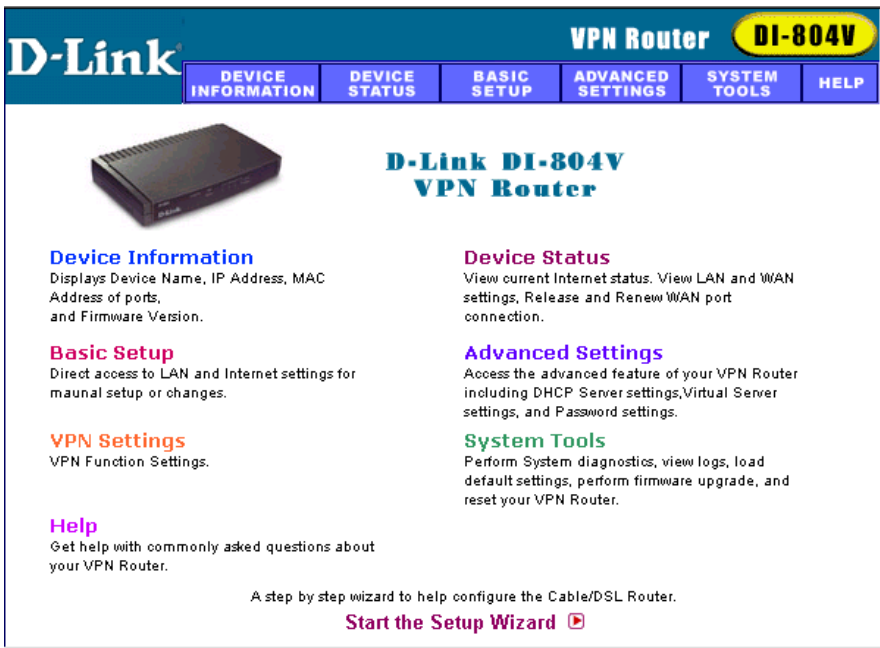 D-Link
VPN Router DI-804V
DEVICE INFORMATION
DEVICE STATUS
BASIC SETUP
ADVANCED SETTINGS
SYSTEM TOOLS
HELP
D-Link
D-Link DI-804V
VPN Router
Device Information
Displays Device Name, IP Address, MAC
Address of ports,
and Firmware Version.
Device Status
View current Internet status. View LAN and WAN
settings, Release and Renew WAN port
connection.
Basic Setup
Direct access to LAN and Internet settings for
maunal setup or changes.
Advanced Settings
Access the advanced feature of your VPN Router
including DHCP Server settings,Virtual Server
settings, and Password settings.
VPN Settings
VPN Function Settings.
System Tools
Perform System diagnostics, view logs, load
default settings, perform firmware upgrade, and
reset your VPN Router.
Help
Get help with commonly asked questions about
your VPN Router.
A step by step wizard to help configure the Cable/DSL Router.
Start the Setup Wizard